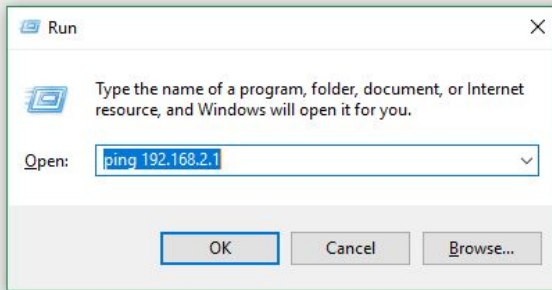 Run
Type the name of a program, folder, document, or Internet
resource, and Windows will open it for you.
Open: ping 192.168.2.1
OK Cancel Browse...